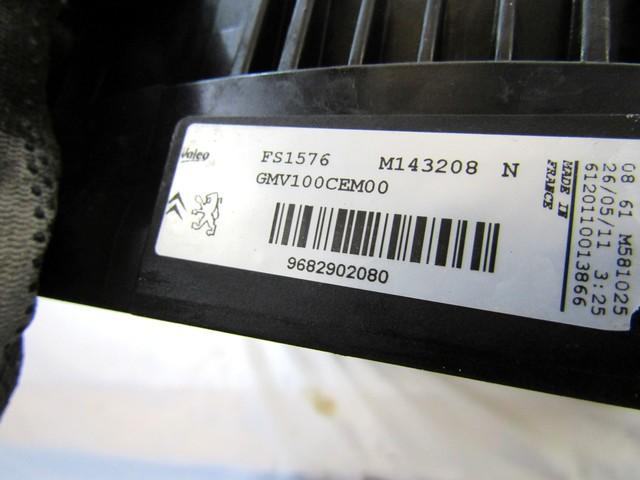 Valeo
FS1576 M143208 N
GMV100CEM00
9682902080
MADE IN
FRANCE
08 61 M581025
26/05/11 3:25
6120110013866